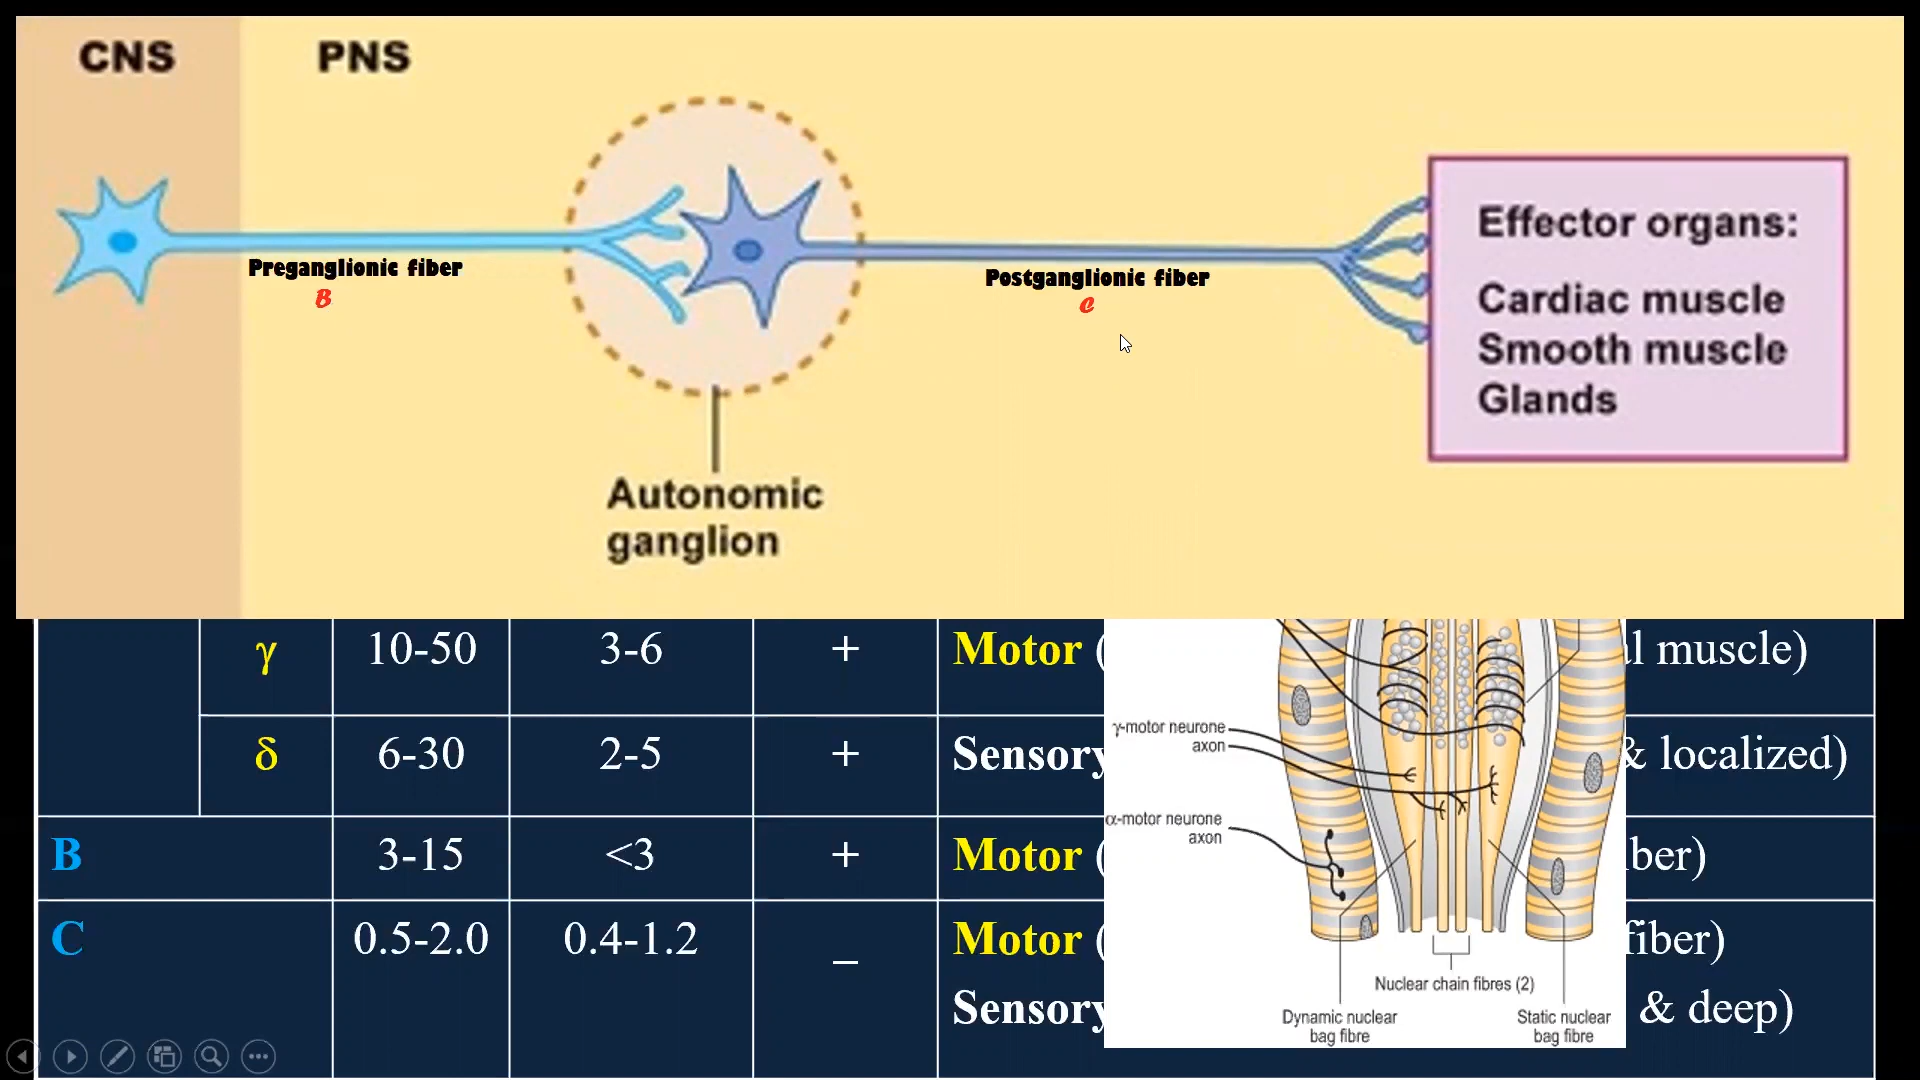 CNS PNS
Preganglionic fiber
B
Postganglionic fiber
C
Effector organs:
Cardiac muscle
Smooth muscle
Glands
Autonomic
ganglion
γ 10-50 3-6 + Motor ( muscle)
δ 6-30 2-5 + Sensory & localized)
B 3-15 <3 + Motor (
C 0.5-2.0 0.4-1.2 – Motor ( fiber)
Sensory & deep)
γ-motor neurone
axon
α-motor neurone
axon
Nuclear chain fibres (2)
Dynamic nuclear
bag fibre
Static nuclear
bag fibre